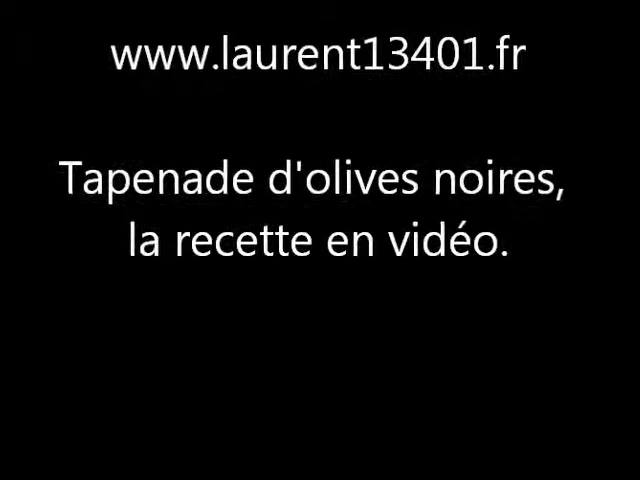 www.laurent13401.fr
Tapenade d'olives noires,
la recette en vidéo.